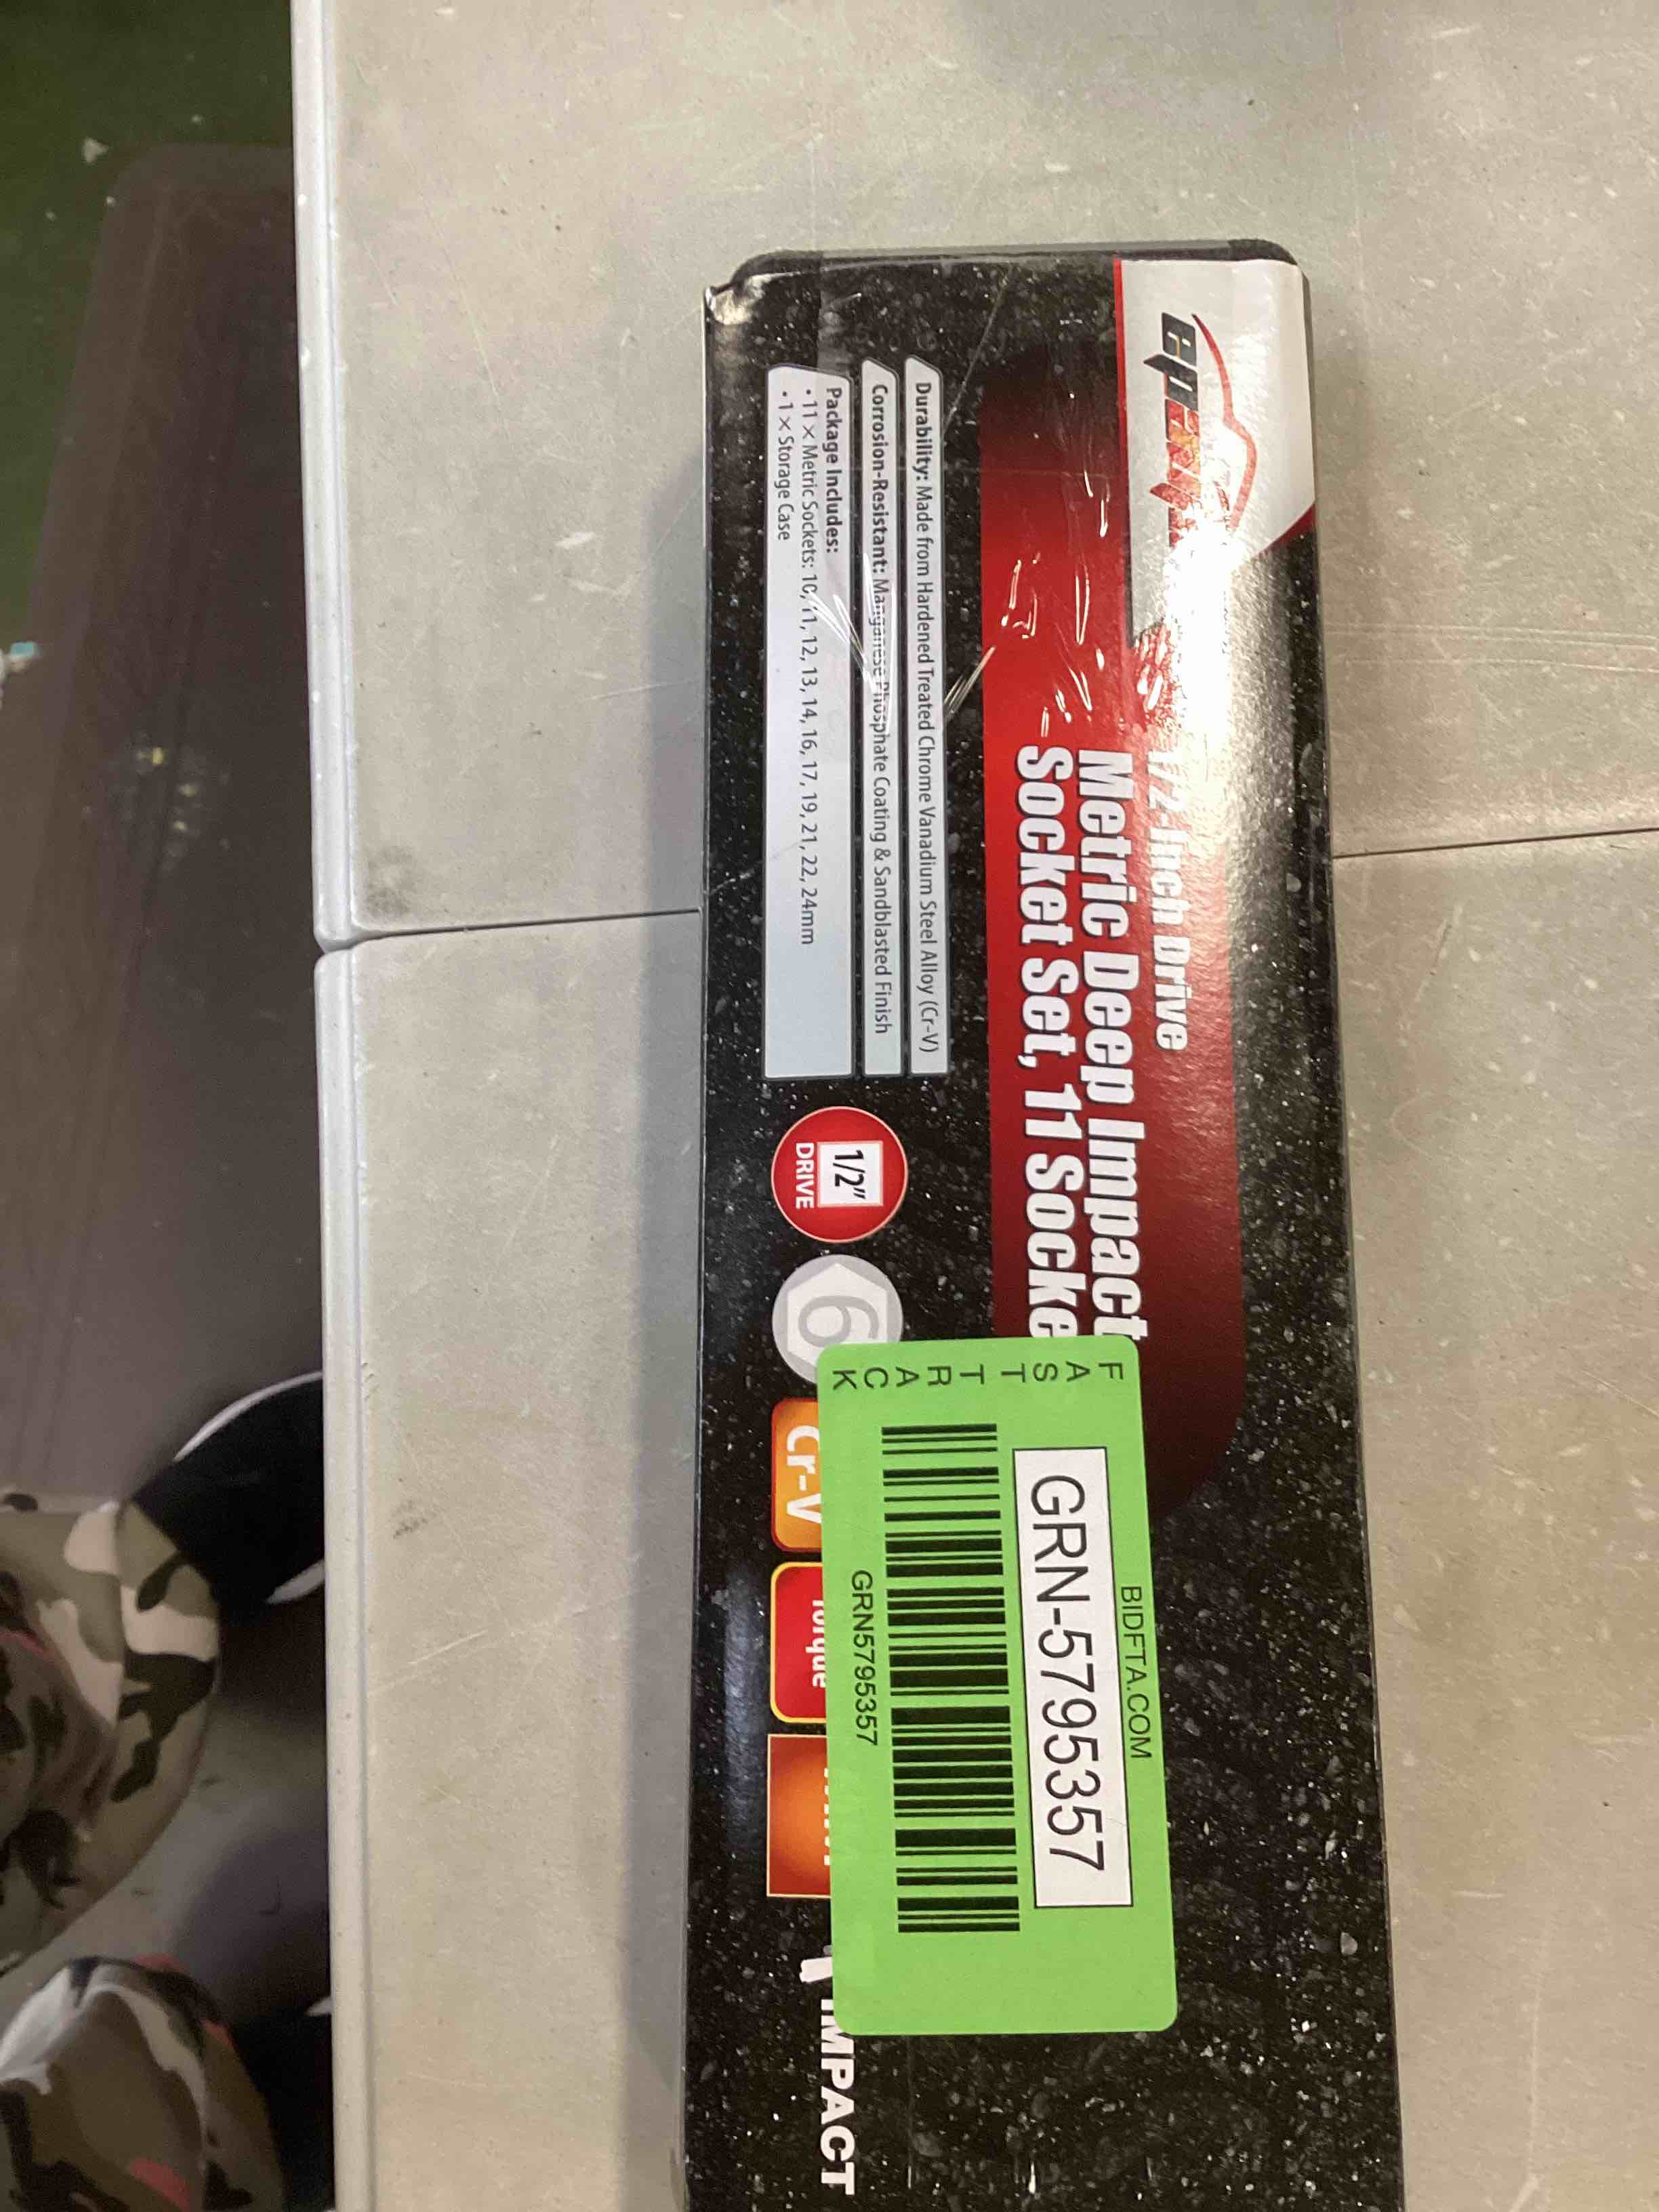 1/2-Inch Drive
Metric Deep Impact
Socket Set, 11 Socke
Durability: Made from Hardened Treated Chrome Vanadium Steel Alloy (Cr-V)
Corrosion-Resistant: Manganese Phosphate Coating & Sandblasted Finish
Package Includes:
• 11 × Metric Sockets: 10, 11, 12, 13, 14, 16, 17, 19, 21, 22, 24mm
• 1 × Storage Case
1/2"
DRIVE
6
Cr-V
Torque
IMPACT
FASTTRACK
BIDFTA.COM
GRN-5795357
GRN5795357